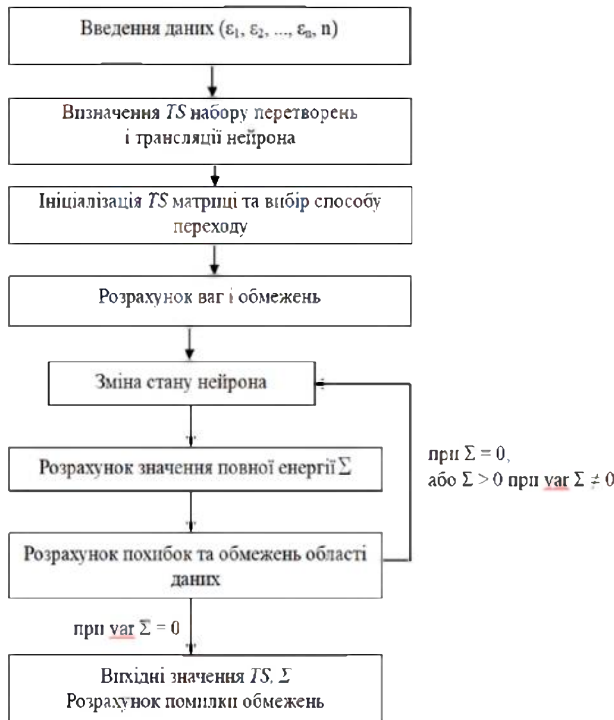 Введення даних (ε₁, ε₂, ..., εₙ, n)
Визначення TS набору перетворень
і трансляції нейрона
Ініціалізація TS матриці та вибір способу
переходу
Розрахунок ваг і обмежень
Зміна стану нейрона
Розрахунок значення повної енергії Σ
при Σ = 0,
або Σ > 0 при var Σ ≠ 0
Розрахунок похибок та обмежень області
даних
при var Σ = 0
Вихідні значення TS, Σ
Розрахунок помилки обмежень